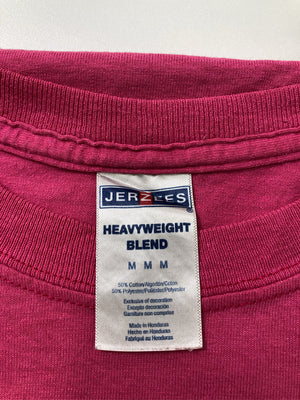 JERZEES
HEAVYWEIGHT
BLEND
M M M
50% Cotton/Algodón/Coton
50% Polyester/Poliéster/Polyester
Exclusive of decoration
Excepto decoración
Garniture non comprise
Made in Honduras
Hecho en Honduras
Fabriqué au Honduras